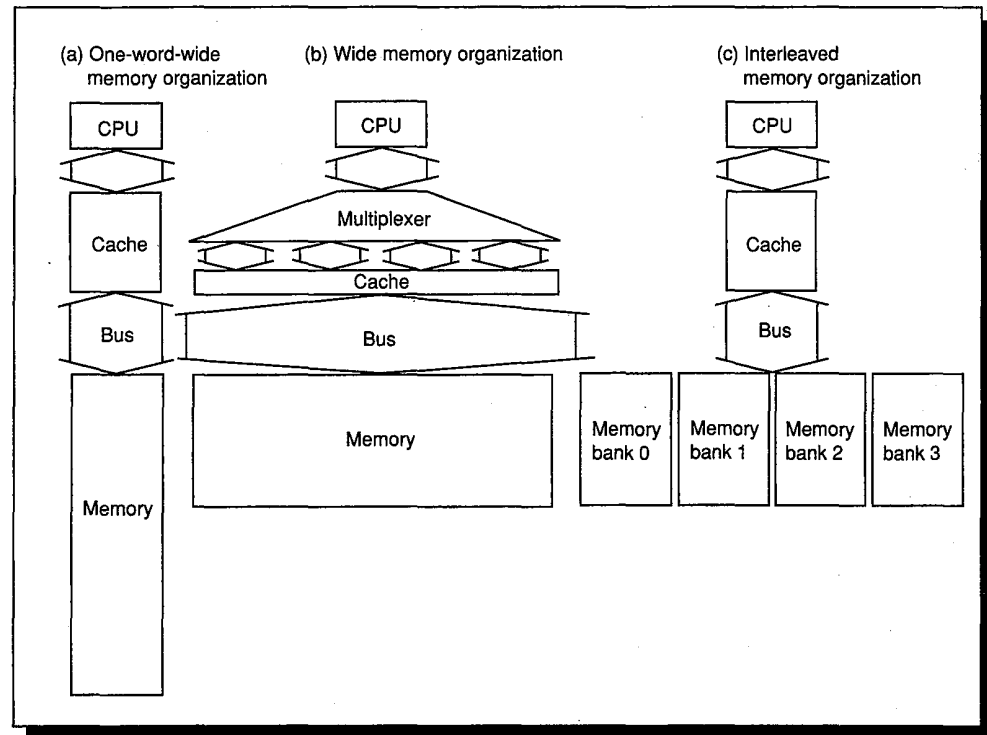 (a) One-word-wide
memory organization
CPU
Cache
Bus
Memory
(b) Wide memory organization
CPU
Multiplexer
Cache
Bus
Memory
(c) Interleaved
memory organization
CPU
Cache
Bus
Memory
bank 0
Memory
bank 1
Memory
bank 2
Memory
bank 3